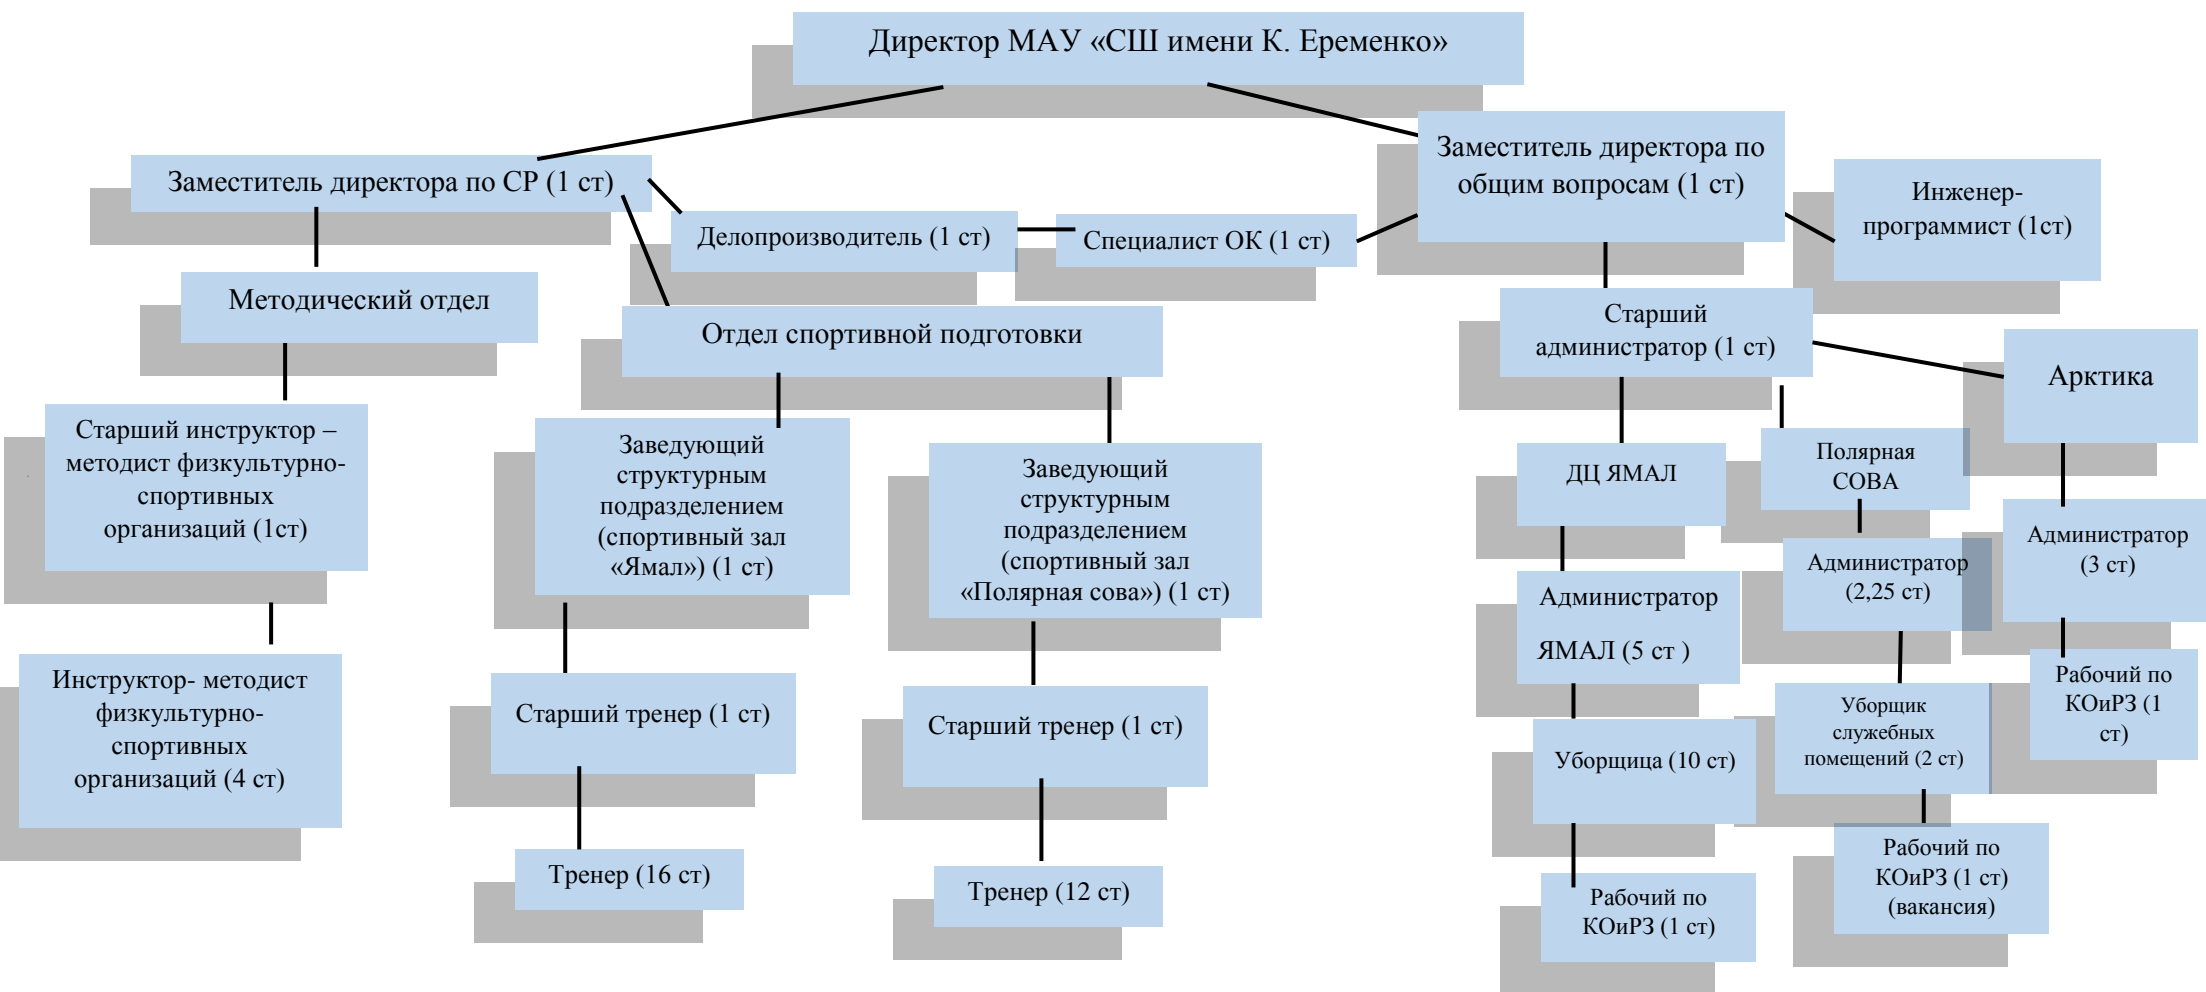 Директор МАУ «СШ имени К. Еременко»
Заместитель директора по СР (1 ст)
Заместитель директора по
общим вопросам (1 ст)
Инженер-
программист (1ст)
Делопроизводитель (1 ст)
Специалист ОК (1 ст)
Методический отдел
Отдел спортивной подготовки
Старший
администратор (1 ст)
Арктика
Старший инструктор –
методист физкультурно-
спортивных
организаций (1ст)
Заведующий
структурным
подразделением
(спортивный зал
«Ямал») (1 ст)
Заведующий
структурным
подразделением
(спортивный зал
«Полярная сова») (1 ст)
ДЦ ЯМАЛ
Полярная
СОВА
Администратор
(3 ст)
Администратор
(2,25 ст)
Администратор
ЯМАЛ (5 ст )
Инструктор- методист
физкультурно-
спортивных
организаций (4 ст)
Старший тренер (1 ст)
Старший тренер (1 ст)
Уборщица (10 ст)
Уборщик
служебных
помещений (2 ст)
Рабочий по
КОиРЗ (1
ст)
Тренер (16 ст)
Тренер (12 ст)
Рабочий по
КОиРЗ (1 ст)
Рабочий по
КОиРЗ (1 ст)
(вакансия)